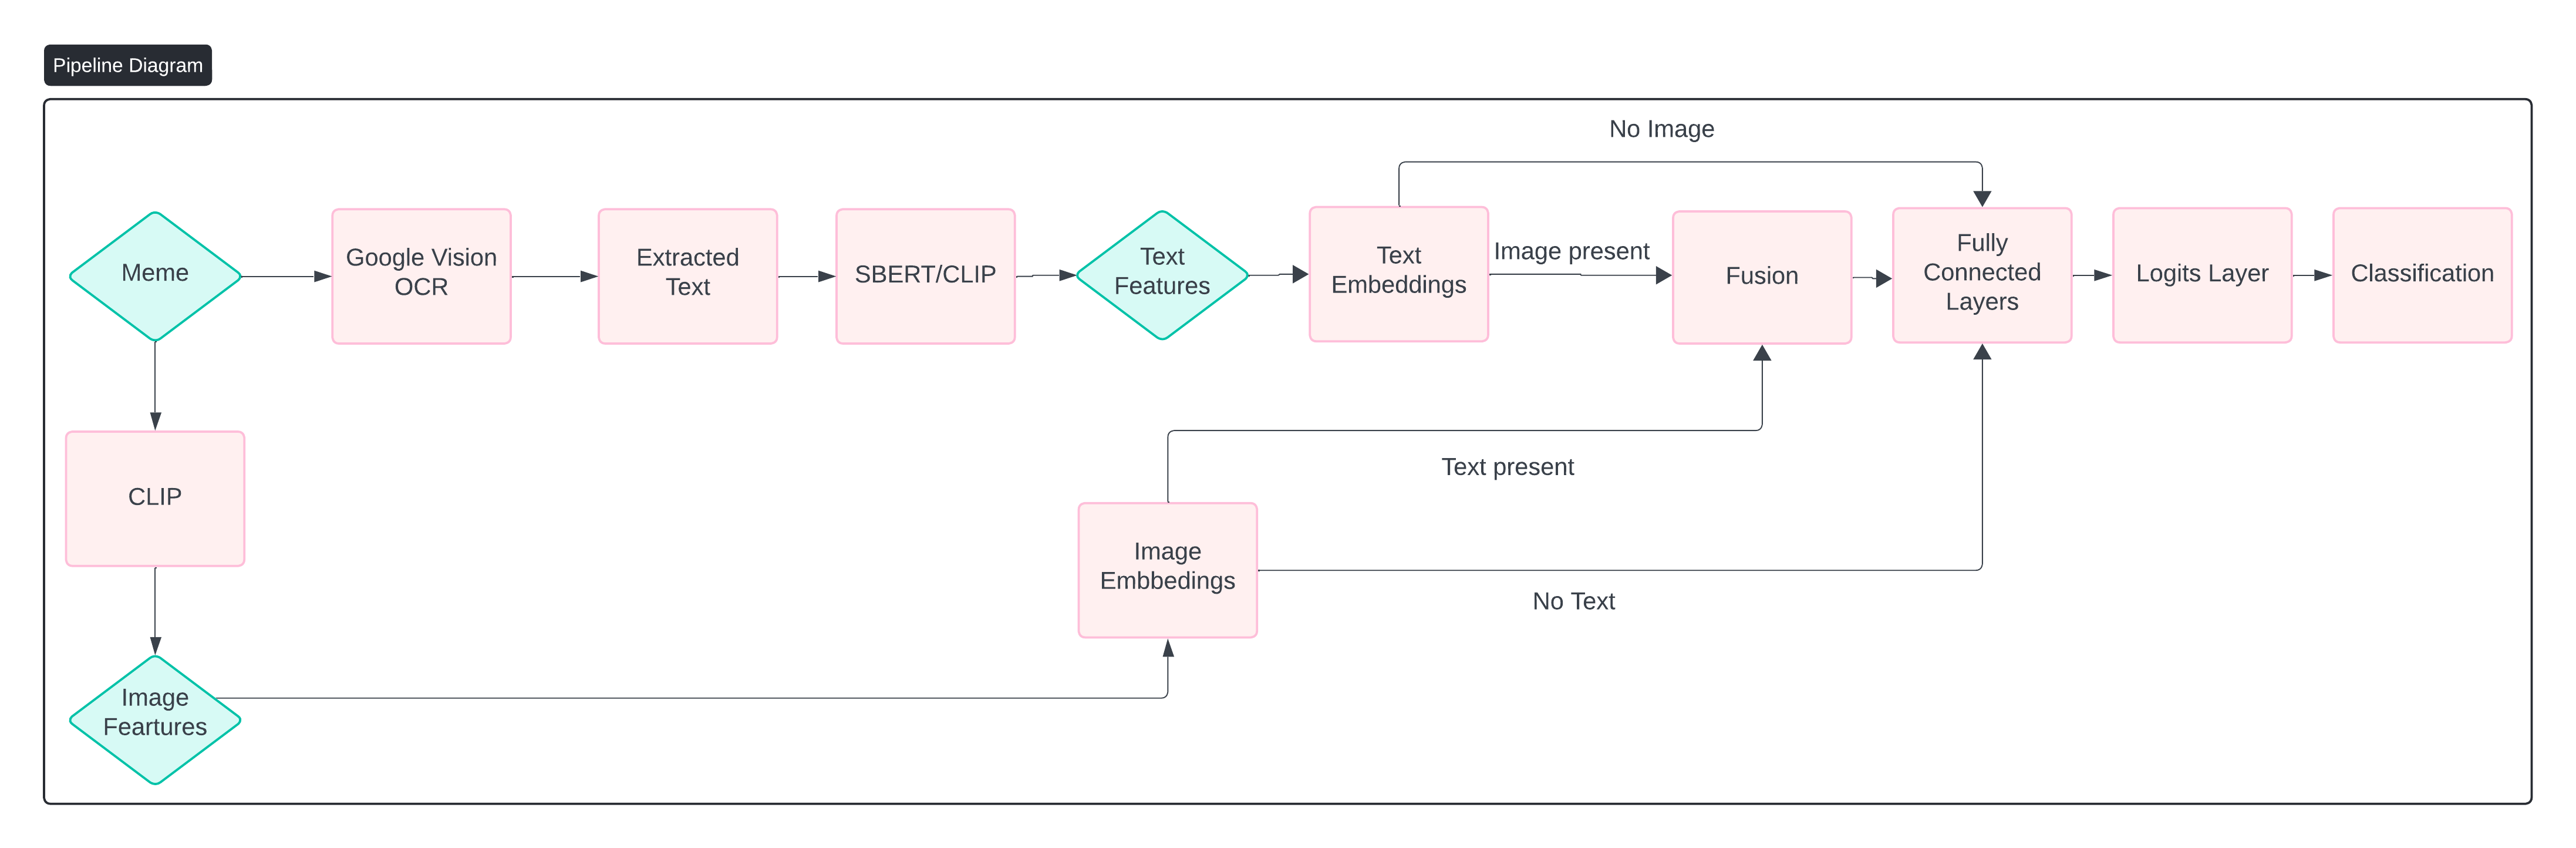 Pipeline Diagram
No Image
Meme
Google Vision
OCR
Extracted
Text
SBERT/CLIP
Text
Features
Text
Embeddings
Image present
Fusion
Fully
Connected
Layers
Logits Layer
Classification
CLIP
Text present
Image
Embbedings
No Text
Image
Feartures